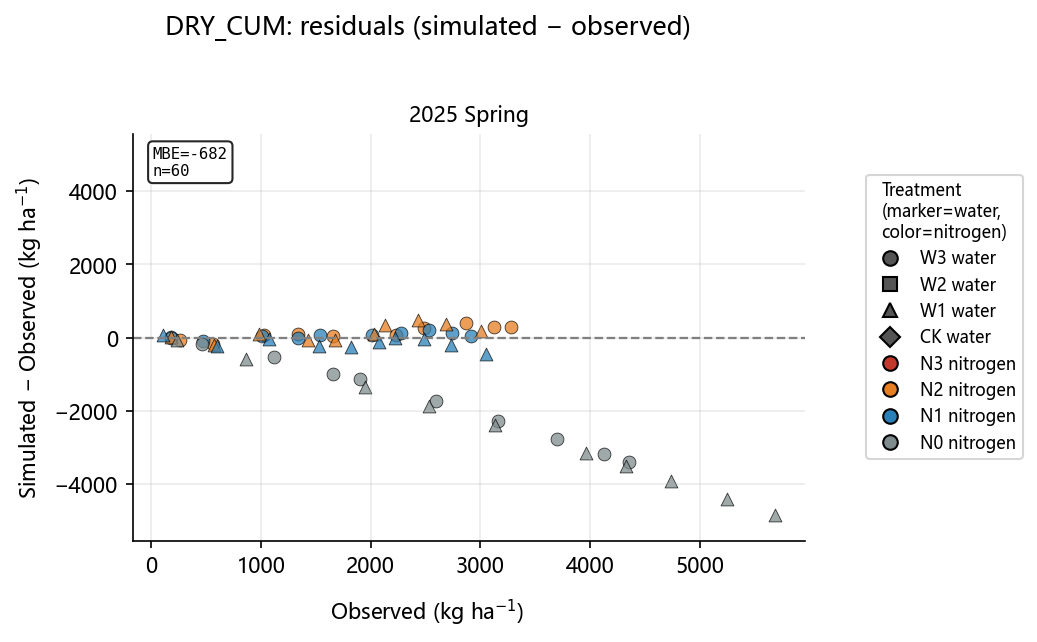 DRY_CUM: residuals (simulated − observed)
2025 Spring
MBE=-682
n=60
4000
2000
0
−2000
−4000
Simulated − Observed (kg ha⁻¹)
0 1000 2000 3000 4000 5000
Observed (kg ha⁻¹)
Treatment
(marker=water,
color=nitrogen)
W3 water
W2 water
W1 water
CK water
N3 nitrogen
N2 nitrogen
N1 nitrogen
N0 nitrogen